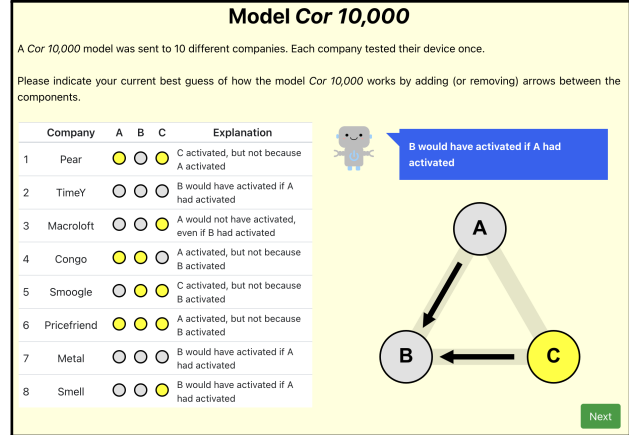 Model Cor 10,000
A Cor 10,000 model was sent to 10 different companies. Each company tested their device once.
Please indicate your current best guess of how the model Cor 10,000 works by adding (or removing) arrows between the
components.
Company A B C Explanation
1 Pear C activated, but not because
A activated
2 TimeY B would have activated if A
had activated
3 Macroloft A would not have activated,
even if B had activated
4 Congo A activated, but not because
B activated
5 Smoogle C activated, but not because
B activated
6 Pricefriend A activated, but not because
B activated
7 Metal B would have activated if A
had activated
8 Smell B would have activated if A
had activated
B would have activated if A had
activated
A
B
C
Next